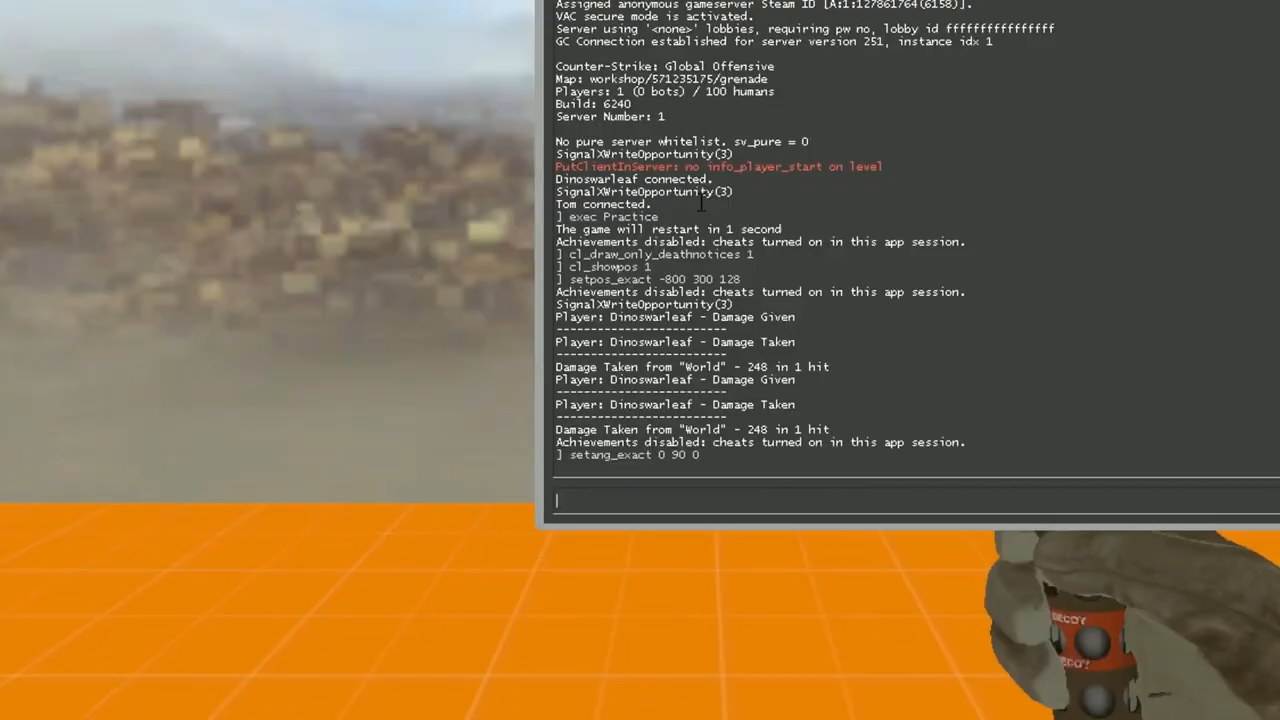 Assigned anonymous gameserver Steam ID [A:1:127861764(6158)].
VAC secure mode is activated.
Server using '<none>' lobbies, requiring pw no, lobby id ffffffffffffffff
GC Connection established for server version 251, instance idx 1
Counter-Strike: Global Offensive
Map: workshop/571235175/grenade
Players: 1 (0 bots) / 100 humans
Build: 6240
Server Number: 1
No pure server whitelist. sv_pure = 0
SignalXWriteOpportunity(3)
PutClientInServer: no info_player_start on level
Dinoswarleaf connected.
SignalXWriteOpportunity(3)
Tom connected.
] exec Practice
The game will restart in 1 second
Achievements disabled: cheats turned on in this app session.
] cl_draw_only_deathnotices 1
] cl_showpos 1
] setpos_exact -800 300 128
Achievements disabled: cheats turned on in this app session.
SignalXWriteOpportunity(3)
Player: Dinoswarleaf - Damage Given
-------------------------
Player: Dinoswarleaf - Damage Taken
-------------------------
Damage Taken from "World" - 248 in 1 hit
Player: Dinoswarleaf - Damage Given
-------------------------
Player: Dinoswarleaf - Damage Taken
-------------------------
Damage Taken from "World" - 248 in 1 hit
Achievements disabled: cheats turned on in this app session.
] setang_exact 0 90 0
DECOY
DECOY